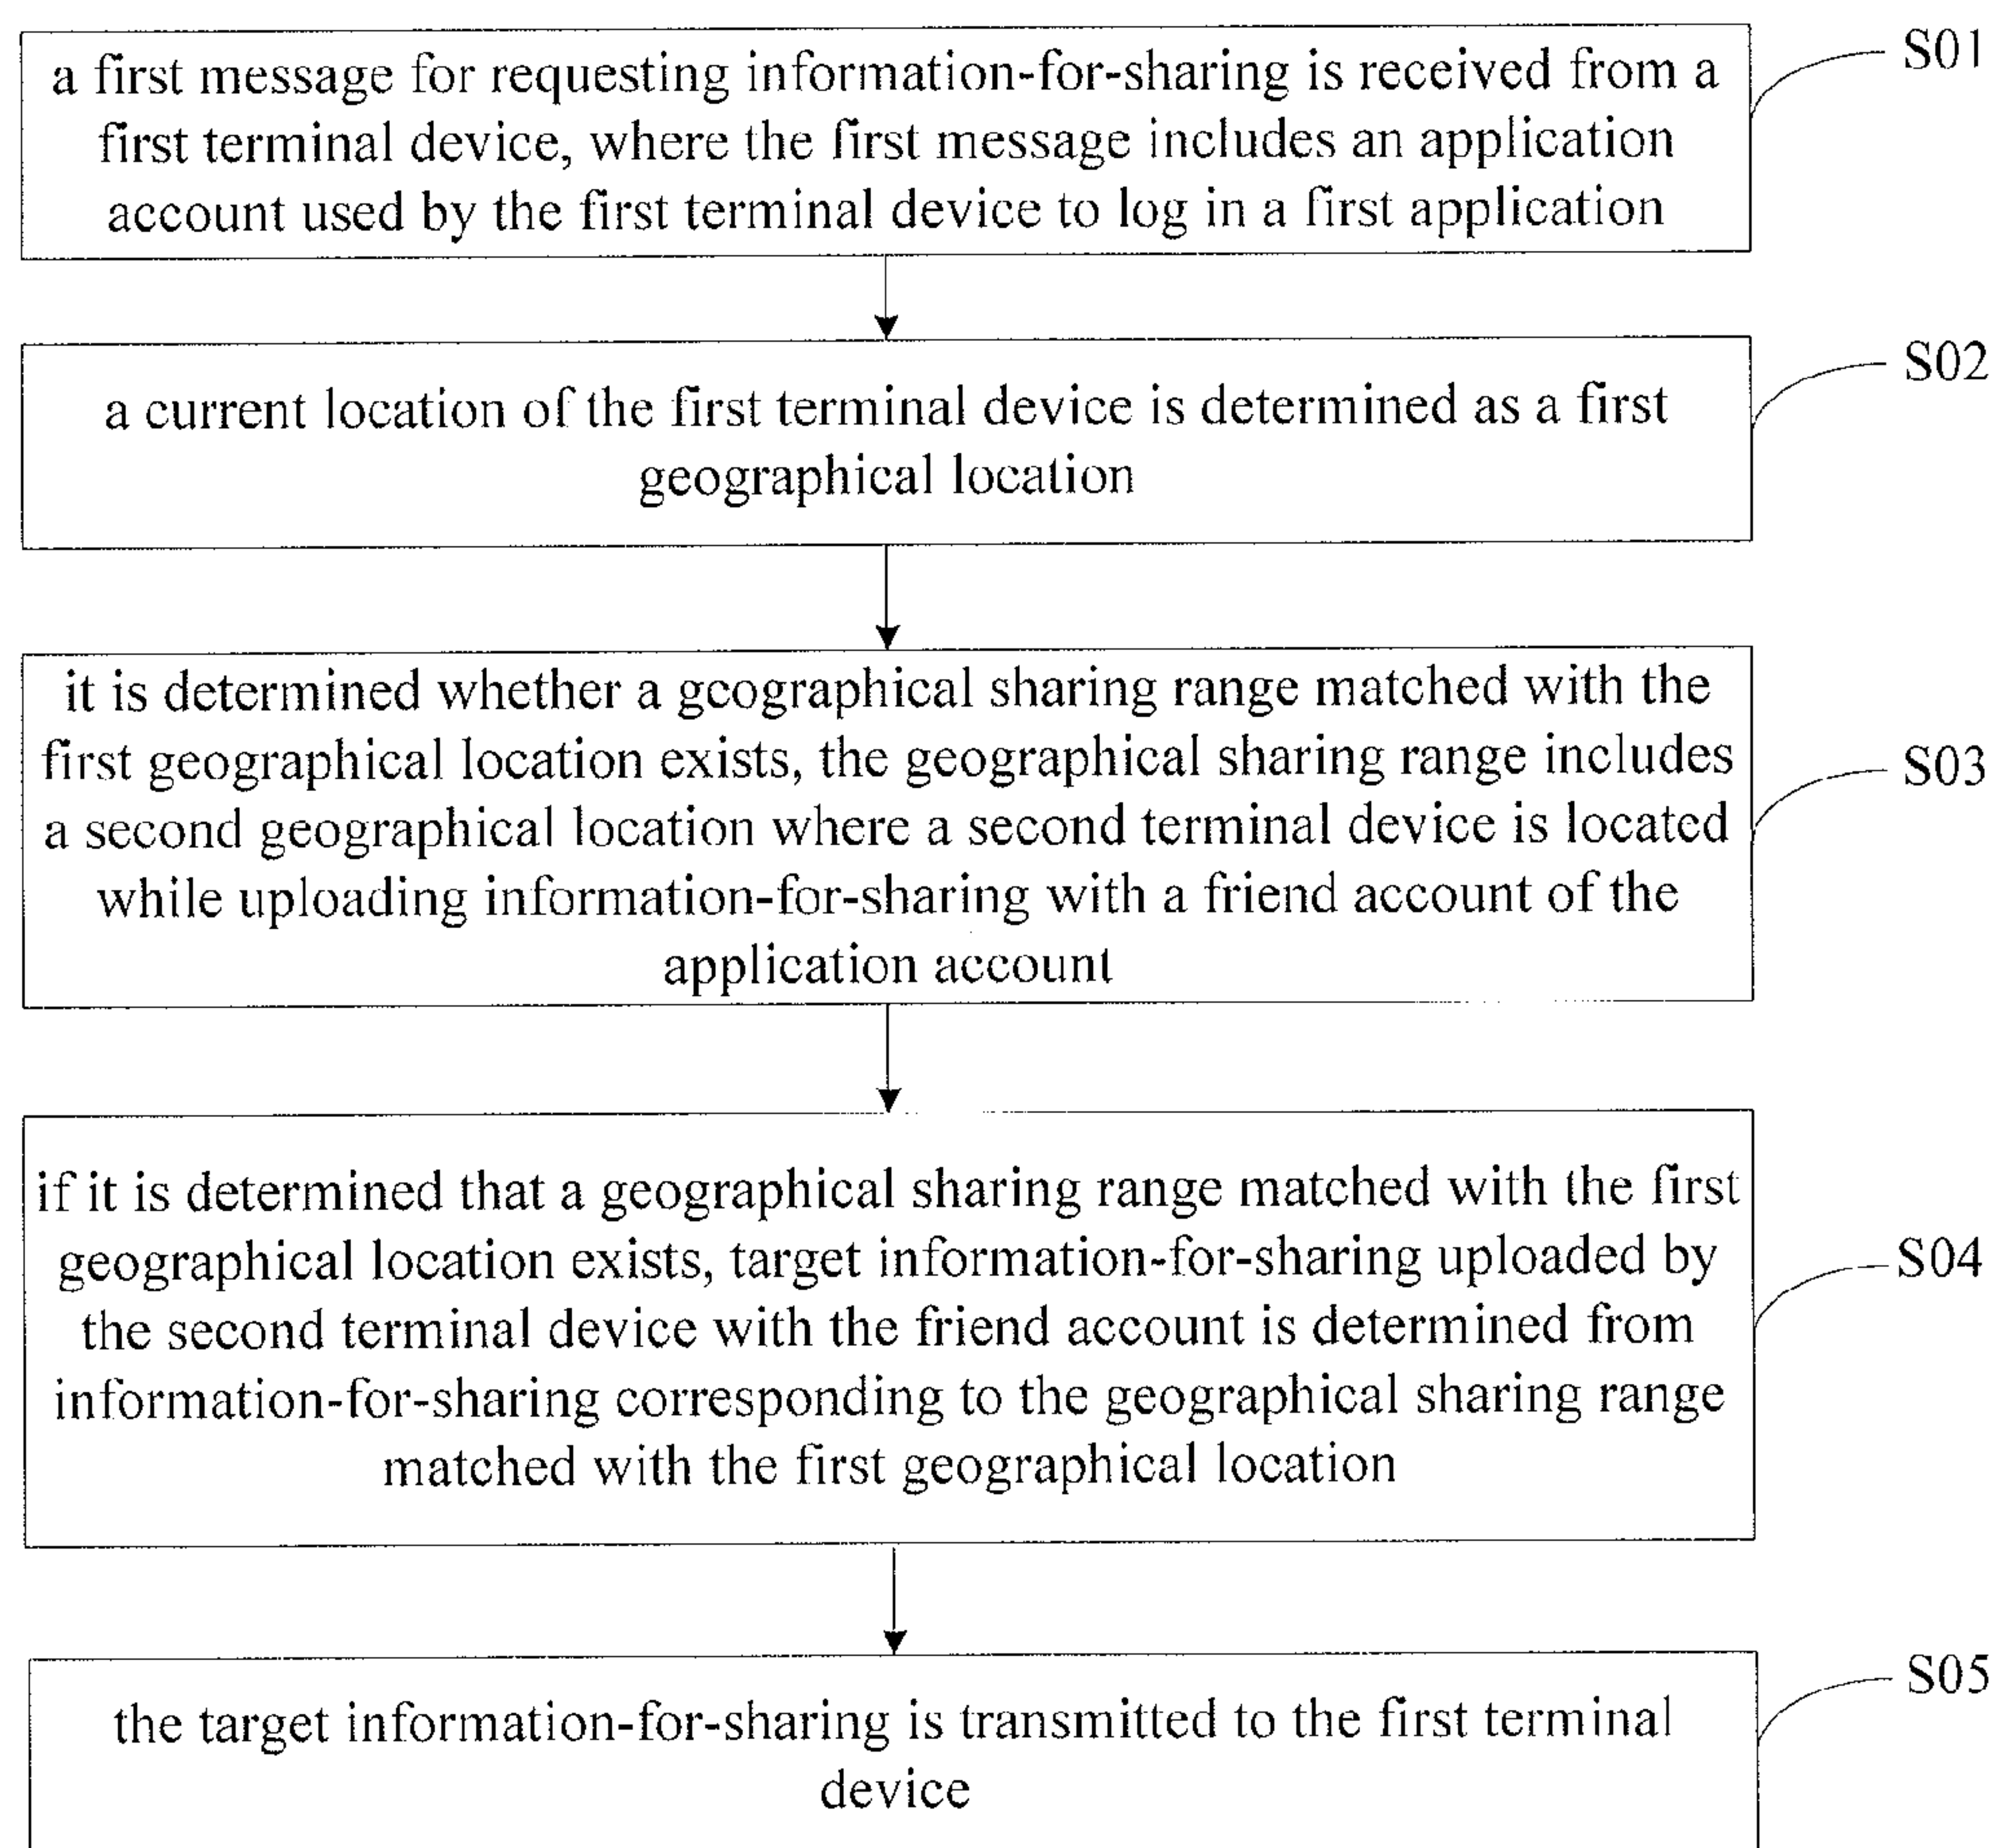 a first message for requesting information-for-sharing is received from a
first terminal device, where the first message includes an application
account used by the first terminal device to log in a first application
S01
a current location of the first terminal device is determined as a first
geographical location
S02
it is determined whether a geographical sharing range matched with the
first geographical location exists, the geographical sharing range includes
a second geographical location where a second terminal device is located
while uploading information-for-sharing with a friend account of the
application account
S03
if it is determined that a geographical sharing range matched with the first
geographical location exists, target information-for-sharing uploaded by
the second terminal device with the friend account is determined from
information-for-sharing corresponding to the geographical sharing range
matched with the first geographical location
S04
the target information-for-sharing is transmitted to the first terminal
device
S05